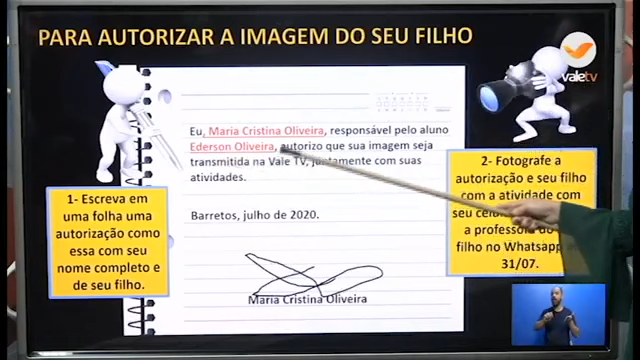 PARA AUTORIZAR A IMAGEM DO SEU FILHO
valetv
Eu, Maria Cristina Oliveira, responsável pelo aluno
Ederson Oliveira, autorizo que sua imagem seja
transmitida na Vale TV, juntamente com suas
atividades.
Barretos, julho de 2020.
Maria Cristina Oliveira
1- Escreva em
uma folha uma
autorização como
essa com seu
nome completo e
de seu filho.
2- Fotografe a
autorização e seu filho
com a atividade com
seu
a professora do
filho no Whatsapp
31/07.